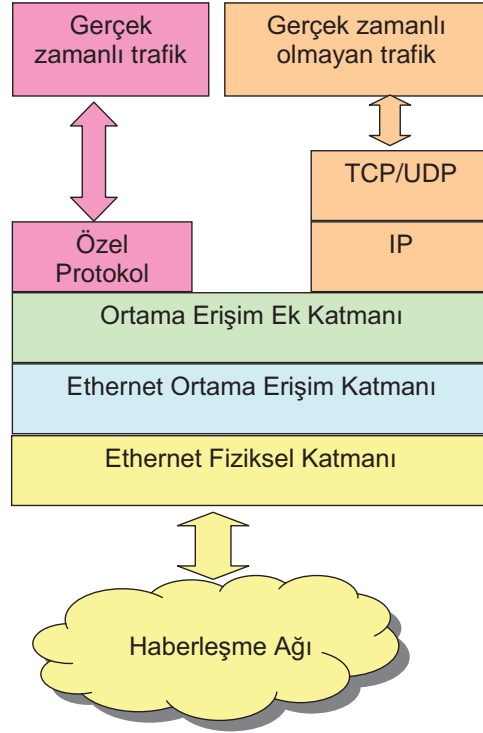 Gerçek
zamanlı trafik
Gerçek zamanlı
olmayan trafik
TCP/UDP
Özel
Protokol
IP
Ortama Erişim Ek Katmanı
Ethernet Ortama Erişim Katmanı
Ethernet Fiziksel Katmanı
Haberleşme Ağı